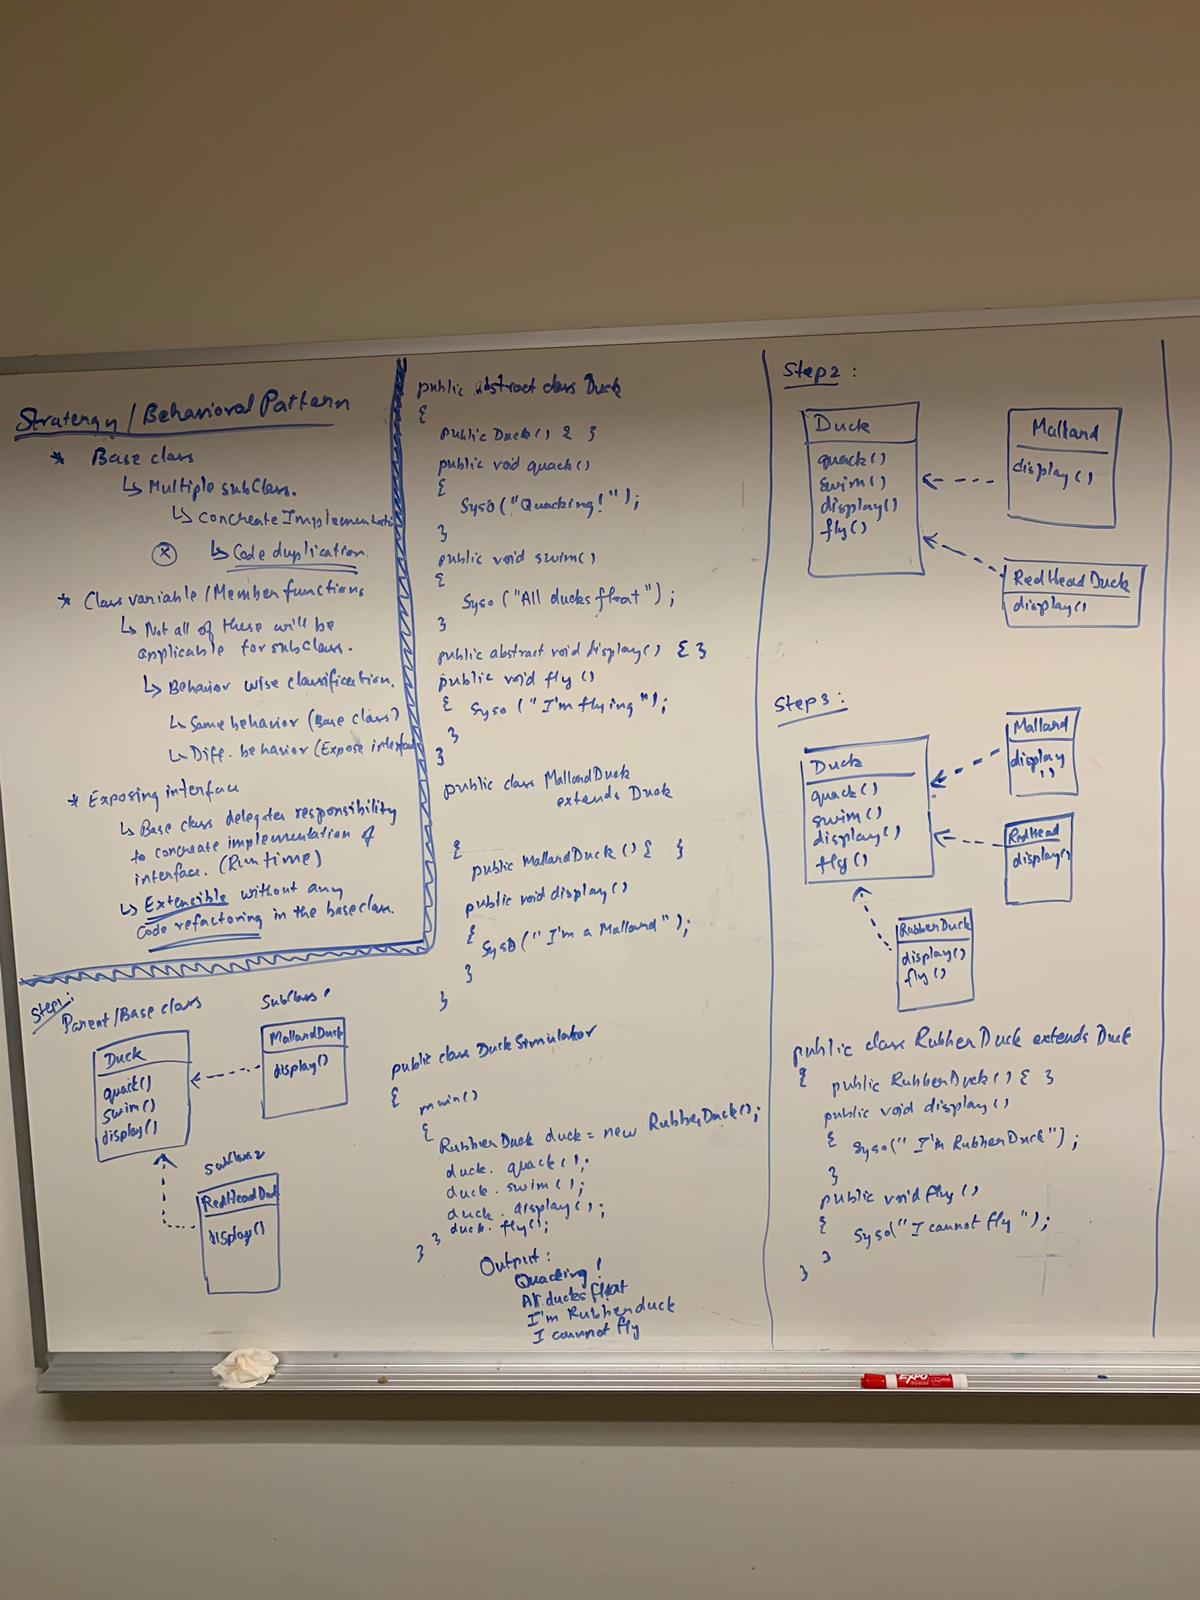 Strategy / Behavioral Pattern
* Base class
↳ Multiple subclass.
↳ Concreate Implementation
ⓧ ↳ Code duplication.
* Class variable / Member functions
↳ Not all of these will be
applicable for subclass.
↳ Behavior wise classification.
↳ Same behavior (Base class)
↳ Diff. behavior (Expose interface
* Exposing interface
↳ Base class delegates responsibility
to concreate implementation of
interface. (Run time)
↳ Extensible without any
code refactoring in the base class.
Step1:
Parent/Base class
Duck
quack()
swim()
display()
Subclass 1
MallardDuck
display()
Subclass2
RedHeadDuck
display()
public abstract class Duck
{
public Duck() { }
public void quack()
{
Syso("Quacking!");
}
public void swim()
{
Syso ("All ducks float");
}
public abstract void display() { }
public void fly ()
{ Syso ("I'm flying");
}
}
public class MallardDuck
extends Duck
{
public MallardDuck () { }
public void display()
{
Syso("I'm a Mallard");
}
}
public class Duck Simulator
{ main()
{
RubberDuck duck = new RubberDuck();
duck. quack();
duck. swim();
duck. display();
duck. fly();
} }
Output:
Quacking!
All ducks float
I'm Rubber duck
I cannot fly
Step2:
Duck
quack()
swim()
display()
fly()
Mallard
display()
RedHeadDuck
display()
Step3:
Duck
quack()
swim()
display()
fly()
Mallard
display
()
RedHead
display()
RubberDuck
display()
fly()
public class RubberDuck extends Duck
{ public RubberDuck() { }
public void display()
{ Syso("I'm RubberDuck");
}
public void fly()
{ Syso("I cannot fly");
}
}
EXPO